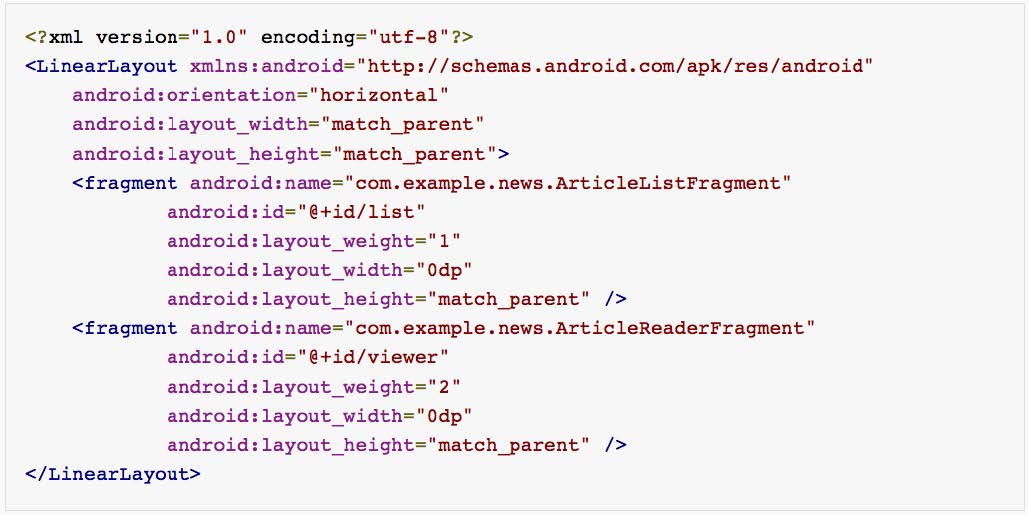 <?xml version="1.0" encoding="utf-8"?>
<LinearLayout xmlns:android="http://schemas.android.com/apk/res/android"
    android:orientation="horizontal"
    android:layout_width="match_parent"
    android:layout_height="match_parent">
    <fragment android:name="com.example.news.ArticleListFragment"
            android:id="@+id/list"
            android:layout_weight="1"
            android:layout_width="0dp"
            android:layout_height="match_parent" />
    <fragment android:name="com.example.news.ArticleReaderFragment"
            android:id="@+id/viewer"
            android:layout_weight="2"
            android:layout_width="0dp"
            android:layout_height="match_parent" />
</LinearLayout>